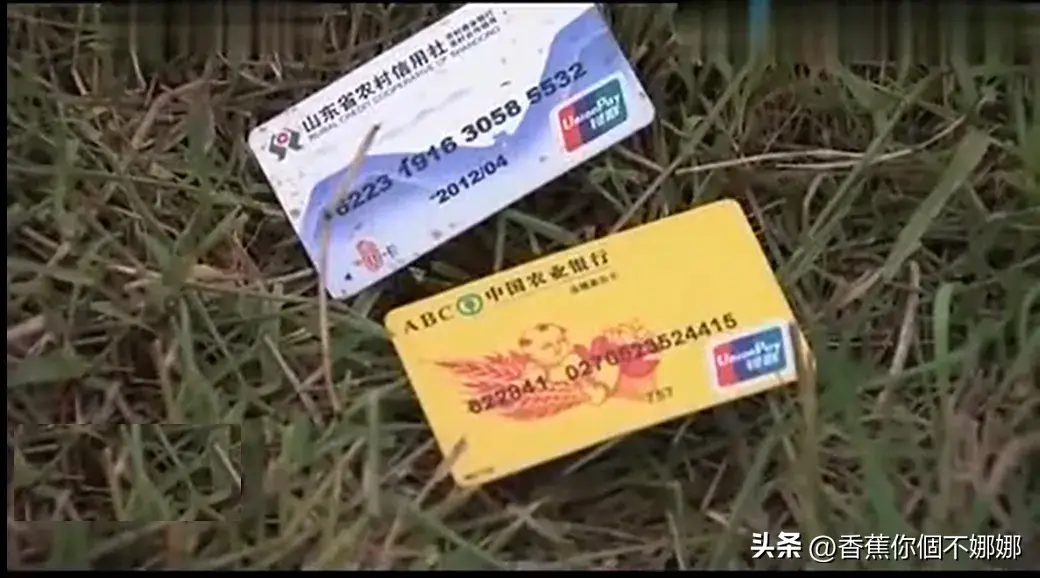 山东省农村信用社
RURAL CREDIT COOPERATIVE OF SHANDONG
6223 1916 3058 5532
2012/04
UnionPay
银联
ABC 中国农业银行
622841
757
UnionPay
银联
头条 @香蕉你個不娜娜